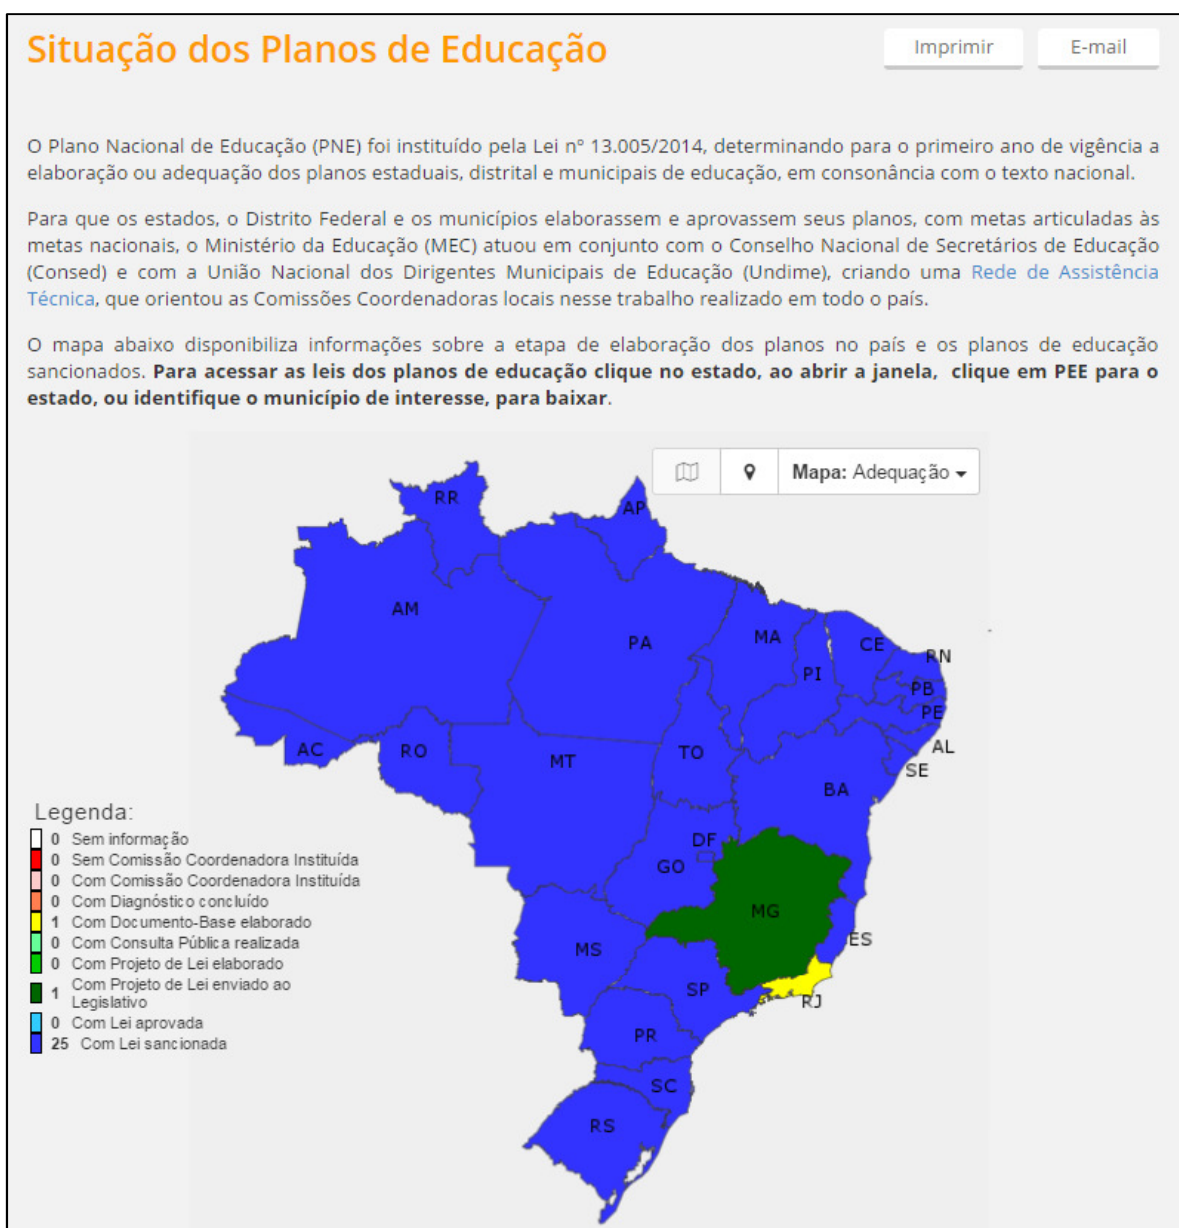 Situação dos Planos de Educação
Imprimir
E-mail
O Plano Nacional de Educação (PNE) foi instituído pela Lei nº 13.005/2014, determinando para o primeiro ano de vigência a
elaboração ou adequação dos planos estaduais, distrital e municipais de educação, em consonância com o texto nacional.
Para que os estados, o Distrito Federal e os municípios elaborassem e aprovassem seus planos, com metas articuladas às
metas nacionais, o Ministério da Educação (MEC) atuou em conjunto com o Conselho Nacional de Secretários de Educação
(Consed) e com a União Nacional dos Dirigentes Municipais de Educação (Undime), criando uma Rede de Assistência
Técnica, que orientou as Comissões Coordenadoras locais nesse trabalho realizado em todo o país.
O mapa abaixo disponibiliza informações sobre a etapa de elaboração dos planos no país e os planos de educação
sancionados. Para acessar as leis dos planos de educação clique no estado, ao abrir a janela, clique em PEE para o
estado, ou identifique o município de interesse, para baixar.
Mapa: Adequação
RR
AP
AM
PA
MA
CE
RN
PI
PB
PE
AL
AC
RO
MT
TO
SE
BA
DF
GO
MG
ES
MS
SP
RJ
PR
SC
RS
Legenda:
0 Sem informação
0 Sem Comissão Coordenadora Instituída
0 Com Comissão Coordenadora Instituída
0 Com Diagnóstico concluído
1 Com Documento-Base elaborado
0 Com Consulta Pública realizada
0 Com Projeto de Lei elaborado
1 Com Projeto de Lei enviado ao
Legislativo
0 Com Lei aprovada
25 Com Lei sancionada